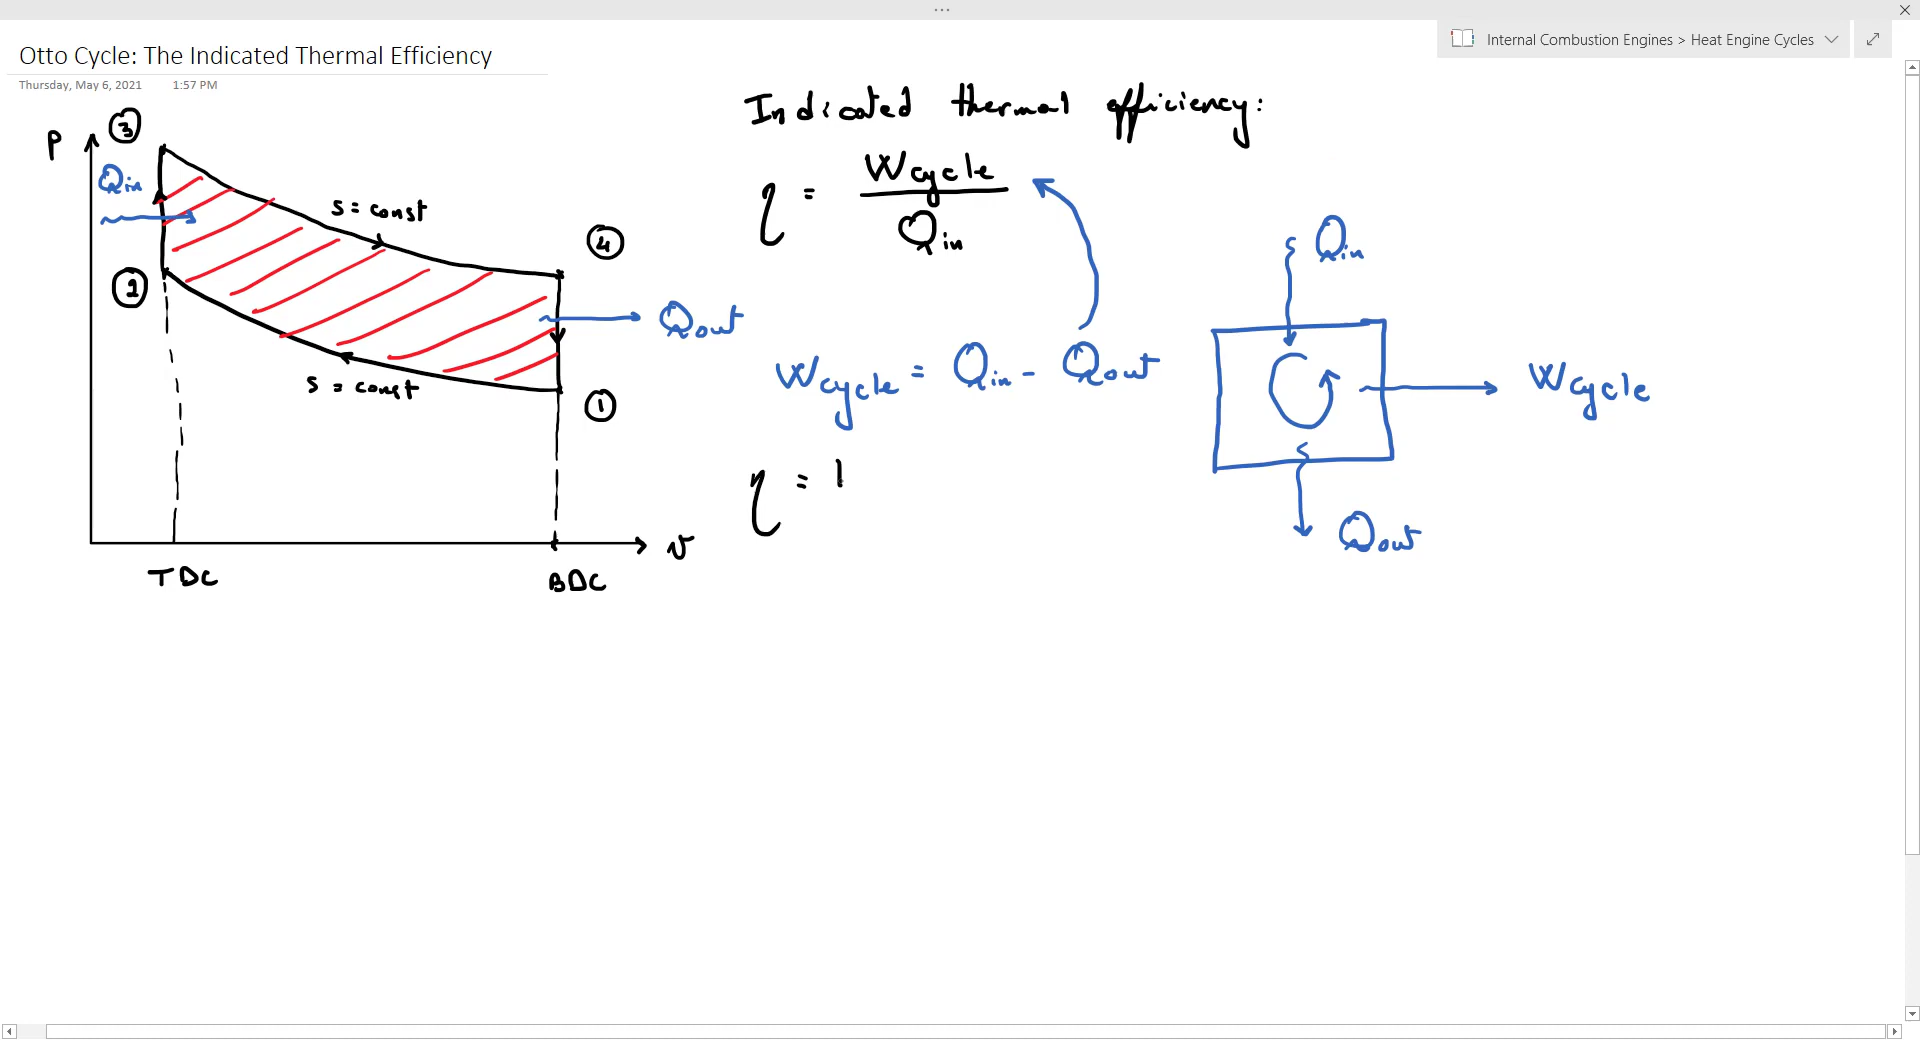 Otto Cycle: The Indicated Thermal Efficiency
Thursday, May 6, 2021 1:57 PM
Internal Combustion Engines > Heat Engine Cycles
Indicated thermal efficiency:
P
3
Qin
s = const
4
2
Qout
s = const
1
v
TDC
BDC
η = Wcycle / Qin
Wcycle = Qin - Qout
η = 1
Qin
Wcycle
Qout